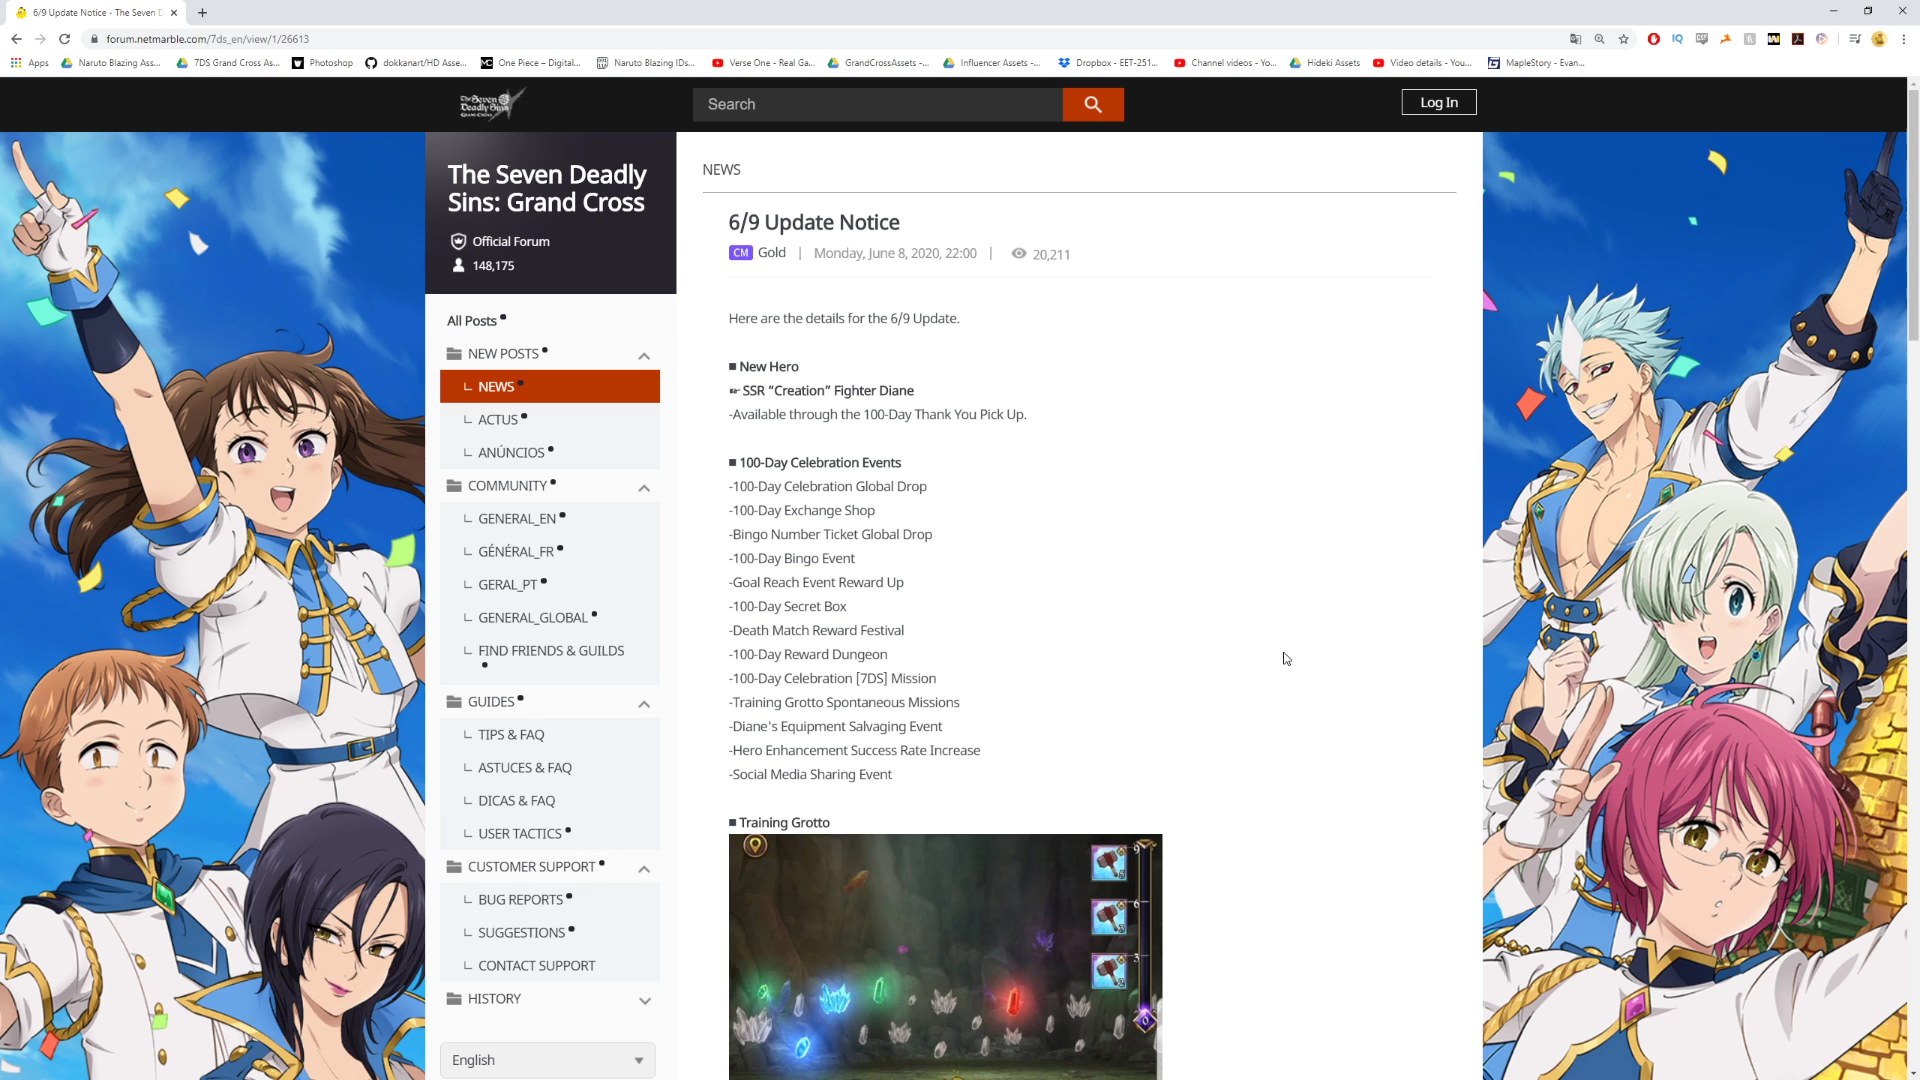 6/9 Update Notice - The Seven D
forum.netmarble.com/7ds_en/view/1/26613
Apps
Naruto Blazing Ass...
7DS Grand Cross As...
Photoshop
dokkanart/HD Asse...
One Piece – Digital...
Naruto Blazing IDs...
Verse One - Real Ga...
GrandCrossAssets -...
Influencer Assets -...
Dropbox - EET-251...
Channel videos - Yo...
Hideki Assets
Video details - You...
MapleStory - Evan...
The Seven
Deadly Sins
GRAND CROSS
Search
Log In
The Seven Deadly
Sins: Grand Cross
Official Forum
148,175
All Posts
NEW POSTS
NEWS
ACTUS
ANÚNCIOS
COMMUNITY
GENERAL_EN
GÉNÉRAL_FR
GERAL_PT
GENERAL_GLOBAL
FIND FRIENDS & GUILDS
GUIDES
TIPS & FAQ
ASTUCES & FAQ
DICAS & FAQ
USER TACTICS
CUSTOMER SUPPORT
BUG REPORTS
SUGGESTIONS
CONTACT SUPPORT
HISTORY
English
NEWS
6/9 Update Notice
CM Gold | Monday, June 8, 2020, 22:00 | 20,211
Here are the details for the 6/9 Update.
■ New Hero
☞ SSR “Creation” Fighter Diane
-Available through the 100-Day Thank You Pick Up.
■ 100-Day Celebration Events
-100-Day Celebration Global Drop
-100-Day Exchange Shop
-Bingo Number Ticket Global Drop
-100-Day Bingo Event
-Goal Reach Event Reward Up
-100-Day Secret Box
-Death Match Reward Festival
-100-Day Reward Dungeon
-100-Day Celebration [7DS] Mission
-Training Grotto Spontaneous Missions
-Diane's Equipment Salvaging Event
-Hero Enhancement Success Rate Increase
-Social Media Sharing Event
■ Training Grotto
9
6
3
0